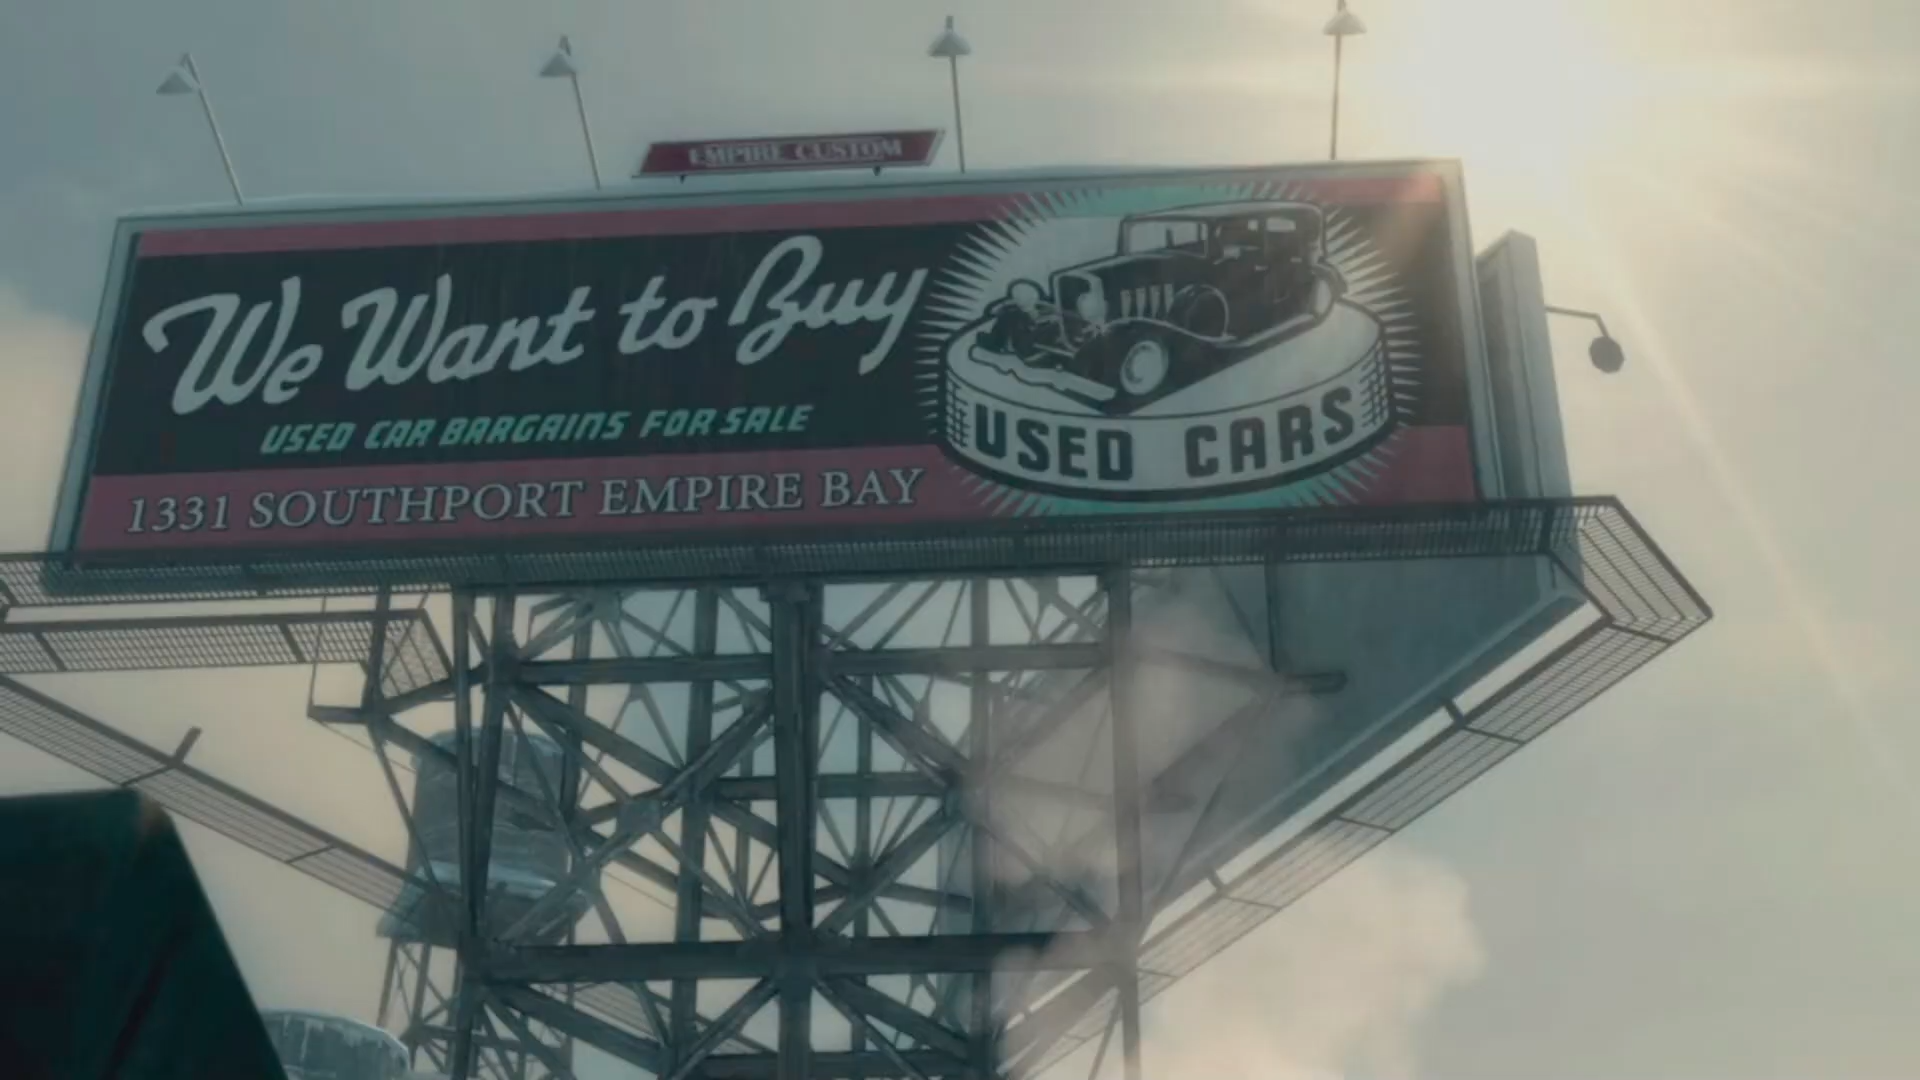 EMPIRE CUSTOM
We Want to Buy
USED CAR BARGAINS FOR SALE
1331 SOUTHPORT EMPIRE BAY
USED CARS